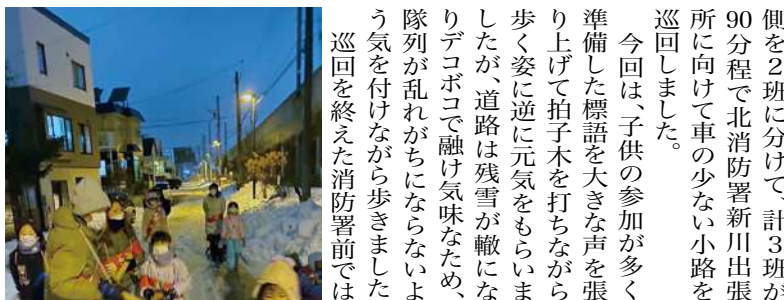 側を２班に分けて、計３班が
90分程で北消防署新川出張
所に向けて車の少ない小路を
巡回しました。
今回は、子供の参加が多く
準備した標語を大きな声を張
り上げて拍子木を打ちながら
歩く姿に逆に元気をもらいま
したが、道路は残雪が轍にな
りデコボコで融け気味なため、
隊列が乱れがちにならないよ
う気を付けながら歩きました
巡回を終えた消防署前では